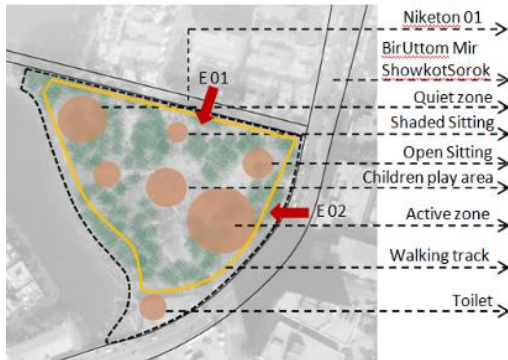 Niketon 01
BirUttom Mir
ShowkotSorok
E 01
Quiet zone
Shaded Sitting
Open Sitting
Children play area
E 02
Active zone
Walking track
Toilet